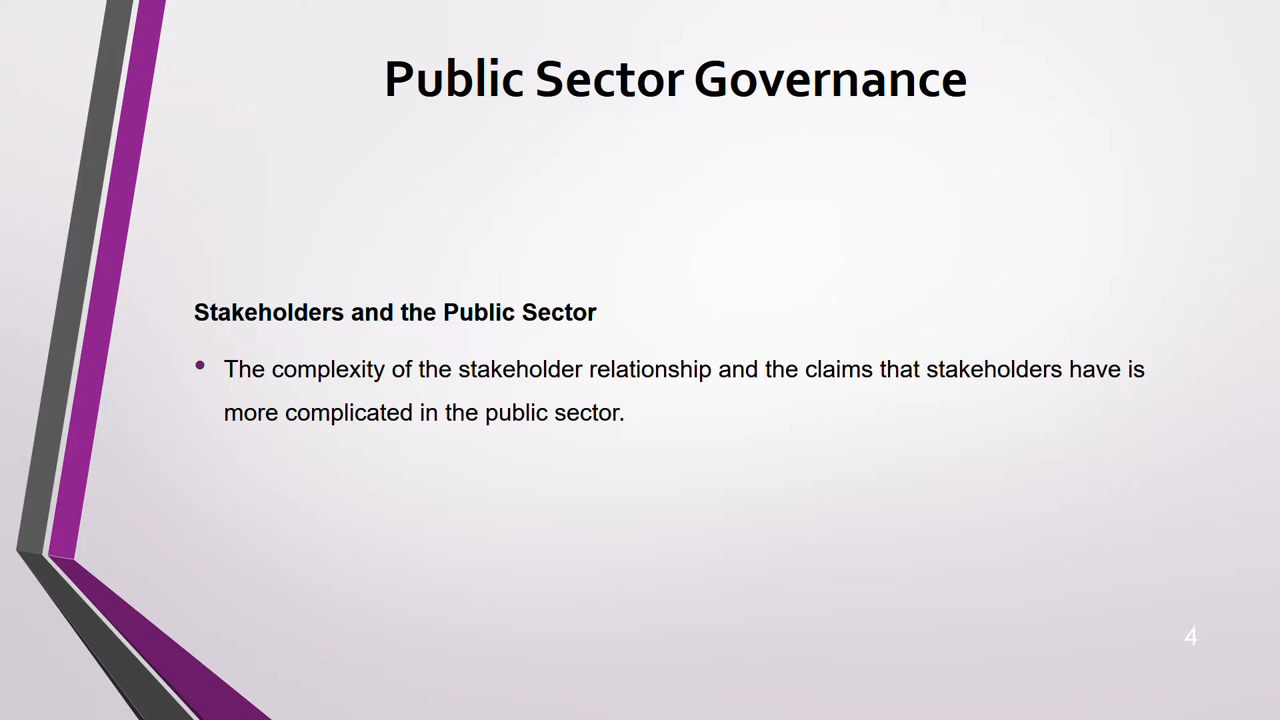 Public Sector Governance
Stakeholders and the Public Sector
• The complexity of the stakeholder relationship and the claims that stakeholders have is
more complicated in the public sector.
4